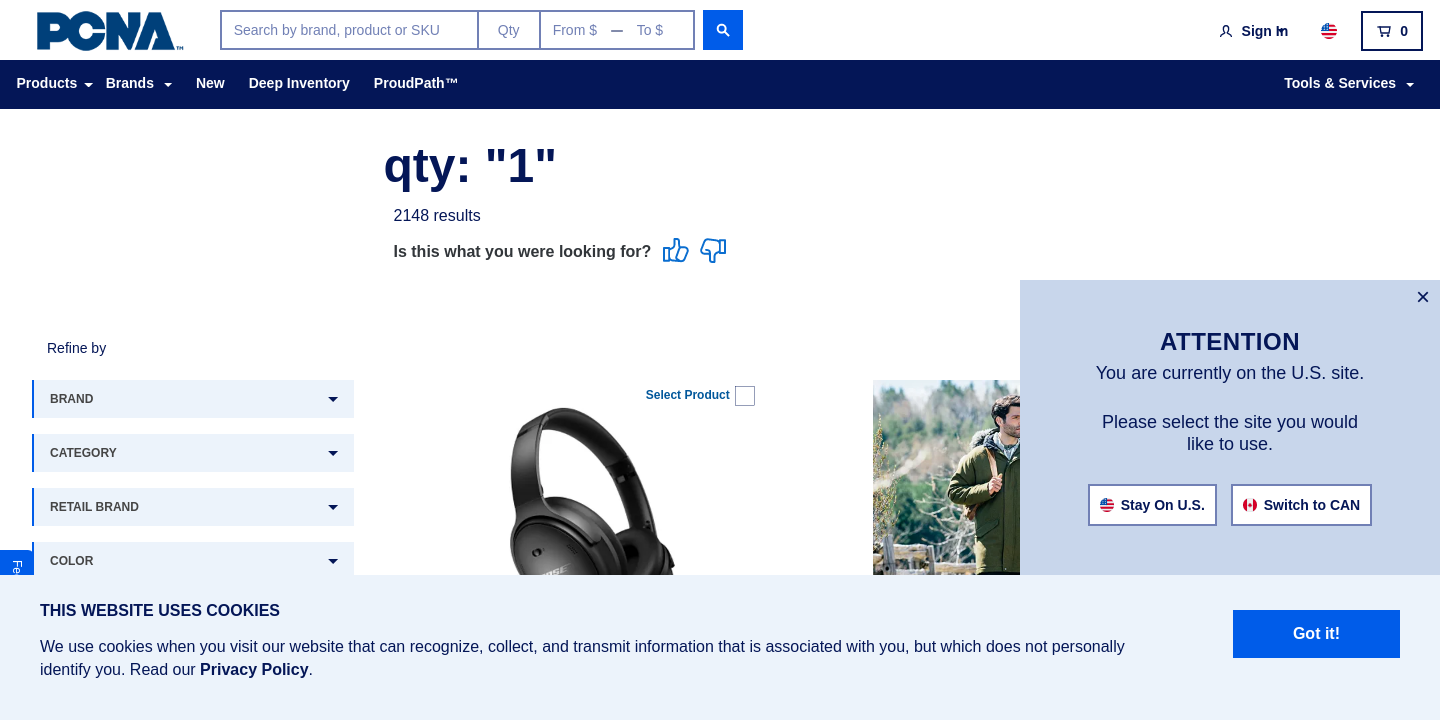 PCNA™
Search by brand, product or SKU
Qty
From $ — To $
Sign In
0
Products
Brands
New
Deep Inventory
ProudPath™
Tools & Services
qty: "1"
2148 results
Is this what you were looking for?
Refine by
BRAND
CATEGORY
RETAIL BRAND
COLOR
Select Product
BOSE
×
ATTENTION
You are currently on the U.S. site.
Please select the site you would
like to use.
Stay On U.S.
Switch to CAN
THIS WEBSITE USES COOKIES
We use cookies when you visit our website that can recognize, collect, and transmit information that is associated with you, but which does not personally
identify you. Read our Privacy Policy.
Got it!